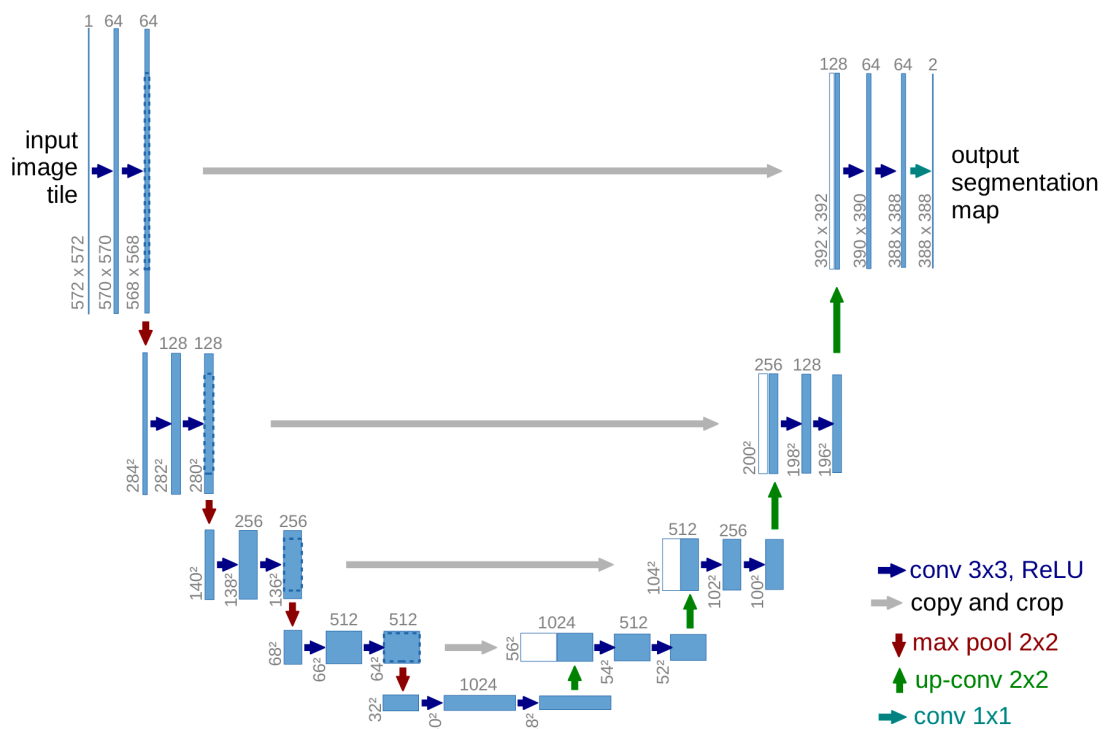 1 64 64
input
image
tile
572 x 572
570 x 570
568 x 568
128 64 64 2
392 x 392
390 x 390
388 x 388
388 x 388
output
segmentation
map
128 128
284²
282²
280²
256 128
200²
198²
196²
256 256
140²
138²
136²
512 256
104²
102²
100²
512 512
68²
66²
64²
1024 512
56²
54²
52²
1024
32²
0²
8²
conv 3x3, ReLU
copy and crop
max pool 2x2
up-conv 2x2
conv 1x1